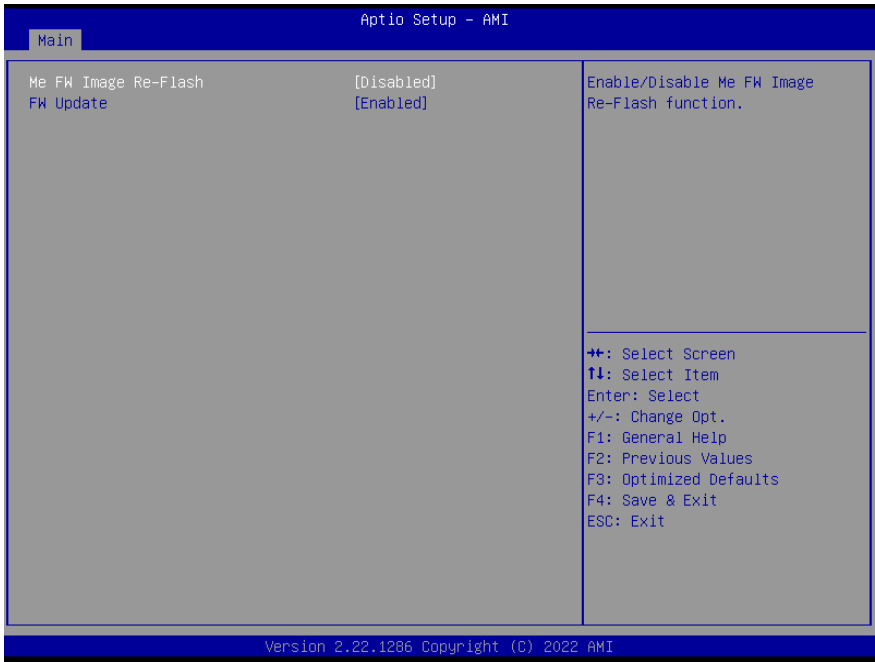 Aptio Setup – AMI
Main
Me FW Image Re–Flash [Disabled]
FW Update [Enabled]
Enable/Disable Me FW Image
Re–Flash function.
→←: Select Screen
↑↓: Select Item
Enter: Select
+/–: Change Opt.
F1: General Help
F2: Previous Values
F3: Optimized Defaults
F4: Save & Exit
ESC: Exit
Version 2.22.1286 Copyright (C) 2022 AMI